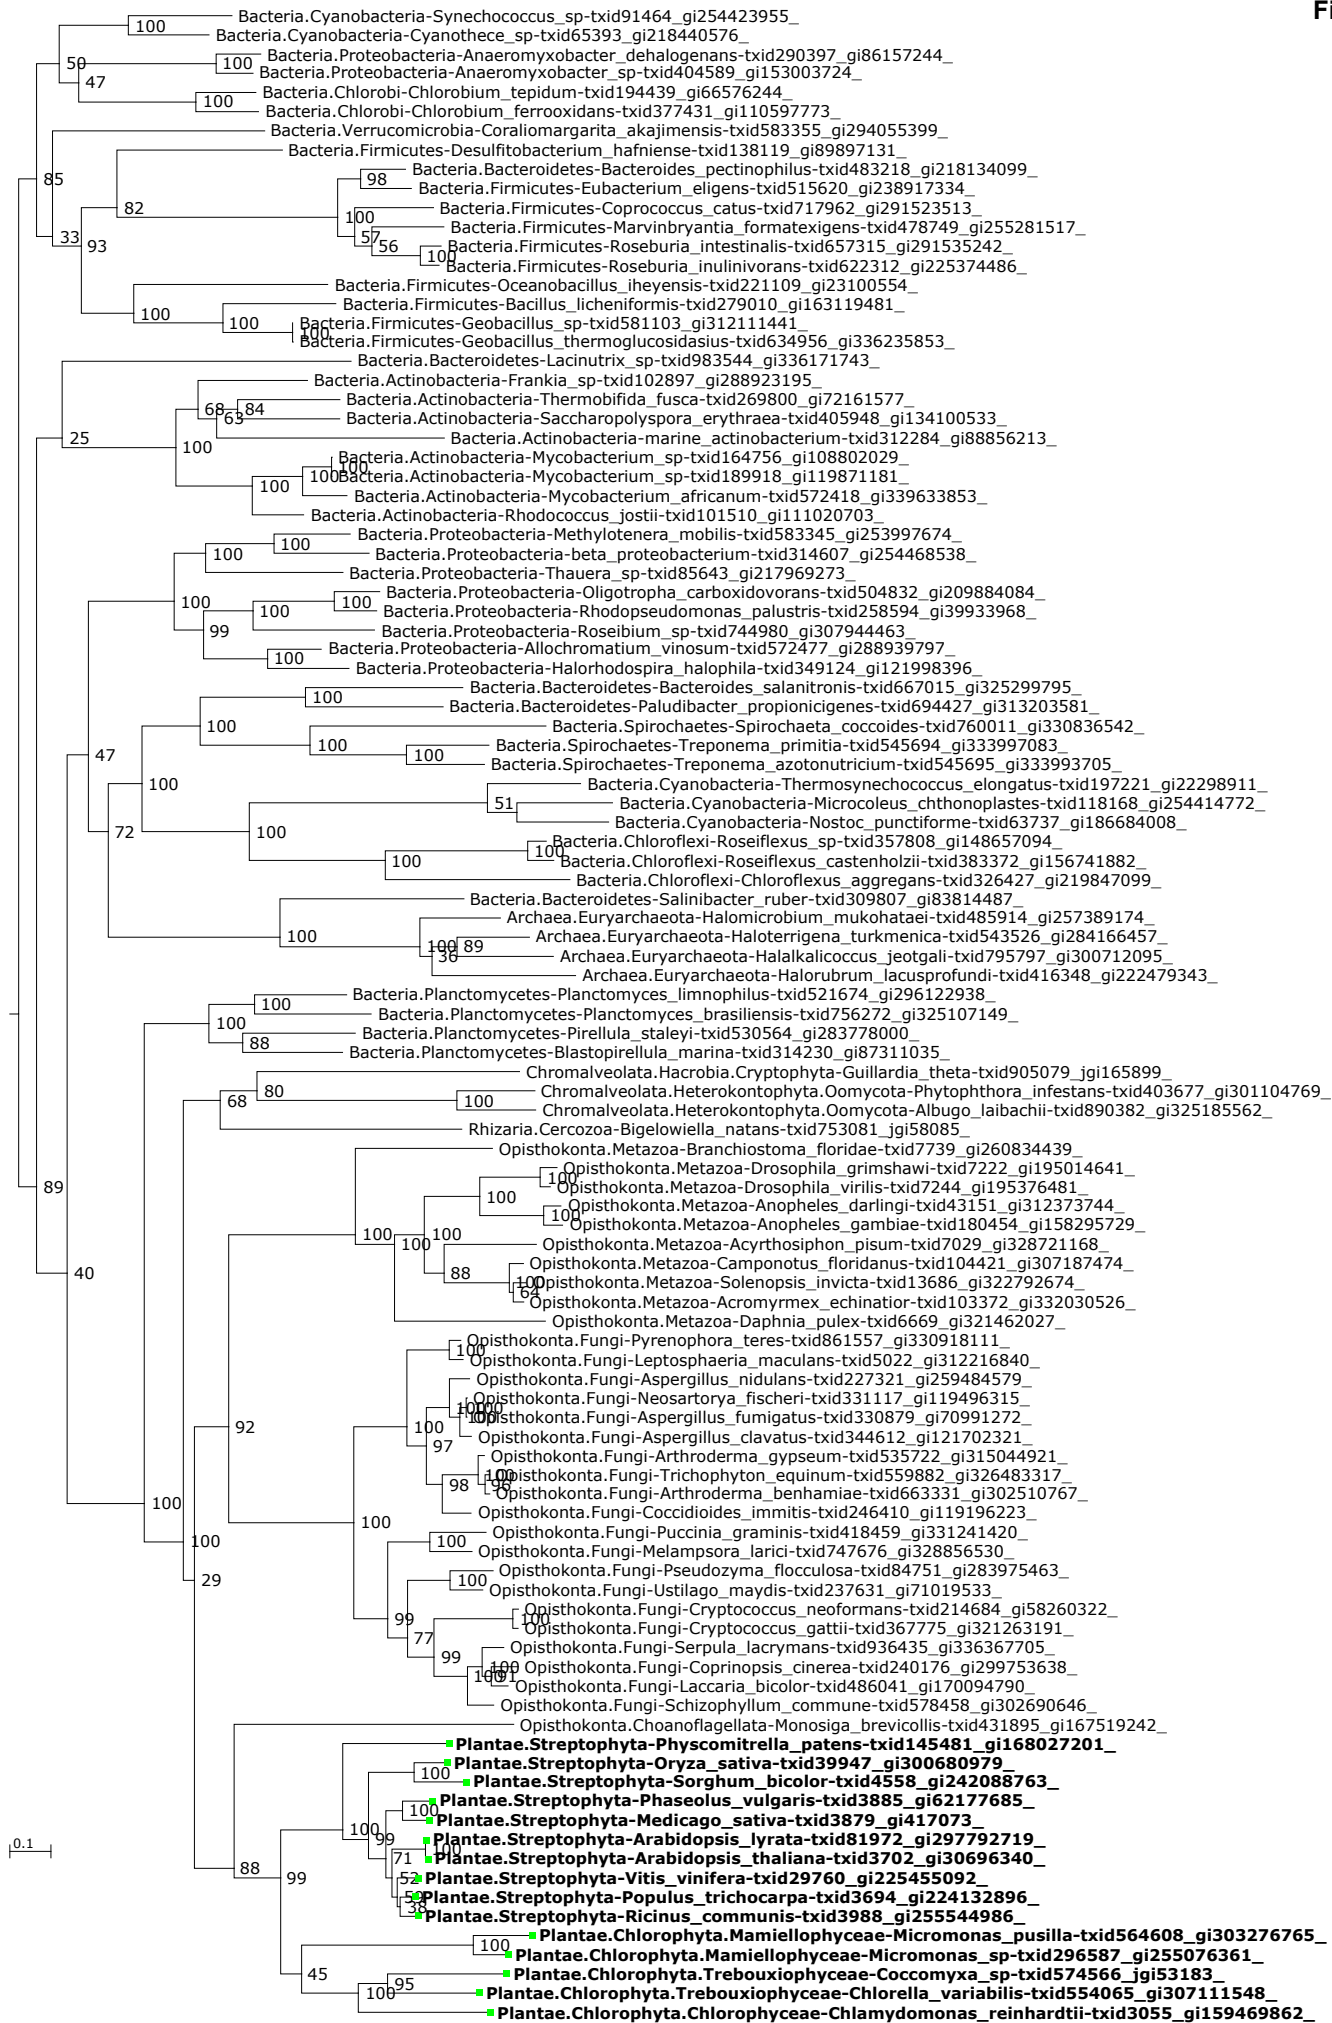 Fi
Bacteria.Cyanobacteria-Synechococcus_sp-txid91464_gi254423955_
100
Bacteria.Cyanobacteria-Cyanothece_sp-txid65393_gi218440576_
Bacteria.Proteobacteria-Anaeromyxobacter_dehalogenans-txid290397_gi86157244_
50
100
Bacteria.Proteobacteria-Anaeromyxobacter_sp-txid404589_gi153003724_
47
Bacteria.Chlorobi-Chlorobium_tepidum-txid194439_gi66576244_
100
Bacteria.Chlorobi-Chlorobium_ferrooxidans-txid377431_gi110597773_
Bacteria.Verrucomicrobia-Coraliomargarita_akajimensis-txid583355_gi294055399_
Bacteria.Firmicutes-Desulfitobacterium_hafniense-txid138119_gi89897131_
Bacteria.Bacteroidetes-Bacteroides_pectinophilus-txid483218_gi218134099_
85
98
Bacteria.Firmicutes-Eubacterium_eligens-txid515620_gi238917334_
82
Bacteria.Firmicutes-Coprococcus_catus-txid717962_gi291523513_
100
Bacteria.Firmicutes-Marvinbryantia_formatexigens-txid478749_gi255281517_
33
57
93
56
Bacteria.Firmicutes-Roseburia_intestinalis-txid657315_gi291535242_
100
Bacteria.Firmicutes-Roseburia_inulinivorans-txid622312_gi225374486_
Bacteria.Firmicutes-Oceanobacillus_iheyensis-txid221109_gi23100554_
Bacteria.Firmicutes-Bacillus_licheniformis-txid279010_gi163119481_
100
100
Bacteria.Firmicutes-Geobacillus_sp-txid581103_gi312111441_
100
Bacteria.Firmicutes-Geobacillus_thermoglucosidasius-txid634956_gi336235853_
Bacteria.Bacteroidetes-Lacinutrix_sp-txid983544_gi336171743_
Bacteria.Actinobacteria-Frankia_sp-txid102897_gi288923195_
Bacteria.Actinobacteria-Thermobifida_fusca-txid269800_gi72161577_
68
84
63
Bacteria.Actinobacteria-Saccharopolyspora_erythraea-txid405948_gi134100533_
25
Bacteria.Actinobacteria-marine_actinobacterium-txid312284_gi88856213_
100
Bacteria.Actinobacteria-Mycobacterium_sp-txid164756_gi108802029_
100
100
Bacteria.Actinobacteria-Mycobacterium_sp-txid189918_gi119871181_
100
Bacteria.Actinobacteria-Mycobacterium_africanum-txid572418_gi339633853_
Bacteria.Actinobacteria-Rhodococcus_jostii-txid101510_gi111020703_
Bacteria.Proteobacteria-Methylotenera_mobilis-txid583345_gi253997674_
100
100
Bacteria.Proteobacteria-beta_proteobacterium-txid314607_gi254468538_
Bacteria.Proteobacteria-Thauera_sp-txid85643_gi217969273_
Bacteria.Proteobacteria-Oligotropha_carboxidovorans-txid504832_gi209884084_
100
100
100
Bacteria.Proteobacteria-Rhodopseudomonas_palustris-txid258594_gi39933968_
99
Bacteria.Proteobacteria-Roseibium_sp-txid744980_gi307944463_
Bacteria.Proteobacteria-Allochromatium_vinosum-txid572477_gi288939797_
100
Bacteria.Proteobacteria-Halorhodospira_halophila-txid349124_gi121998396_
Bacteria.Bacteroidetes-Bacteroides_salanitronis-txid667015_gi325299795_
100
Bacteria.Bacteroidetes-Paludibacter_propionicigenes-txid694427_gi313203581_
100
Bacteria.Spirochaetes-Spirochaeta_coccoides-txid760011_gi330836542_
47
100
Bacteria.Spirochaetes-Treponema_primitia-txid545694_gi333997083_
100
Bacteria.Spirochaetes-Treponema_azotonutricium-txid545695_gi333993705_
100
Bacteria.Cyanobacteria-Thermosynechococcus_elongatus-txid197221_gi22298911_
51
Bacteria.Cyanobacteria-Microcoleus_chthonoplastes-txid118168_gi254414772_
72
100
Bacteria.Cyanobacteria-Nostoc_punctiforme-txid63737_gi186684008_
Bacteria.Chloroflexi-Roseiflexus_sp-txid357808_gi148657094_
100
100
Bacteria.Chloroflexi-Roseiflexus_castenholzii-txid383372_gi156741882_
Bacteria.Chloroflexi-Chloroflexus_aggregans-txid326427_gi219847099_
Bacteria.Bacteroidetes-Salinibacter_ruber-txid309807_gi83814487_
Archaea.Euryarchaeota-Halomicrobium_mukohataei-txid485914_gi257389174_
100
Archaea.Euryarchaeota-Haloterrigena_turkmenica-txid543526_gi284166457_
100
89
36
Archaea.Euryarchaeota-Halalkalicoccus_jeotgali-txid795797_gi300712095_
Archaea.Euryarchaeota-Halorubrum_lacusprofundi-txid416348_gi222479343_
Bacteria.Planctomycetes-Planctomyces_limnophilus-txid521674_gi296122938_
100
Bacteria.Planctomycetes-Planctomyces_brasiliensis-txid756272_gi325107149_
100
Bacteria.Planctomycetes-Pirellula_staleyi-txid530564_gi283778000_
88
Bacteria.Planctomycetes-Blastopirellula_marina-txid314230_gi87311035_
Chromalveolata.Hacrobia.Cryptophyta-Guillardia_theta-txid905079_jgi165899_
80
Chromalveolata.Heterokontophyta.Oomycota-Phytophthora_infestans-txid403677_gi301104769_
68
100
Chromalveolata.Heterokontophyta.Oomycota-Albugo_laibachii-txid890382_gi325185562_
Rhizaria.Cercozoa-Bigelowiella_natans-txid753081_jgi58085_
Opisthokonta.Metazoa-Branchiostoma_floridae-txid7739_gi260834439_
Opisthokonta.Metazoa-Drosophila_grimshawi-txid7222_gi195014641_
100
89
Opisthokonta.Metazoa-Drosophila_virilis-txid7244_gi195376481_
100
Opisthokonta.Metazoa-Anopheles_darlingi-txid43151_gi312373744_
100
Opisthokonta.Metazoa-Anopheles_gambiae-txid180454_gi158295729_
100
100
100
Opisthokonta.Metazoa-Acyrthosiphon_pisum-txid7029_gi328721168_
Opisthokonta.Metazoa-Camponotus_floridanus-txid104421_gi307187474_
40
88
100
Opisthokonta.Metazoa-Solenopsis_invicta-txid13686_gi322792674_
64
Opisthokonta.Metazoa-Acromyrmex_echinatior-txid103372_gi332030526_
Opisthokonta.Metazoa-Daphnia_pulex-txid6669_gi321462027_
Opisthokonta.Fungi-Pyrenophora_teres-txid861557_gi330918111_
100
Opisthokonta.Fungi-Leptosphaeria_maculans-txid5022_gi312216840_
Opisthokonta.Fungi-Aspergillus_nidulans-txid227321_gi259484579_
Opisthokonta.Fungi-Neosartorya_fischeri-txid331117_gi119496315_
100
100
100
Opisthokonta.Fungi-Aspergillus_fumigatus-txid330879_gi70991272_
92
100
Opisthokonta.Fungi-Aspergillus_clavatus-txid344612_gi121702321_
97
Opisthokonta.Fungi-Arthroderma_gypseum-txid535722_gi315044921_
100
Opisthokonta.Fungi-Trichophyton_equinum-txid559882_gi326483317_
98
96
Opisthokonta.Fungi-Arthroderma_benhamiae-txid663331_gi302510767_
100
Opisthokonta.Fungi-Coccidioides_immitis-txid246410_gi119196223_
100
Opisthokonta.Fungi-Puccinia_graminis-txid418459_gi331241420_
100
100
Opisthokonta.Fungi-Melampsora_larici-txid747676_gi328856530_
Opisthokonta.Fungi-Pseudozyma_flocculosa-txid84751_gi283975463_
29
100
Opisthokonta.Fungi-Ustilago_maydis-txid237631_gi71019533_
Opisthokonta.Fungi-Cryptococcus_neoformans-txid214684_gi58260322_
99
100
Opisthokonta.Fungi-Cryptococcus_gattii-txid367775_gi321263191_
77
Opisthokonta.Fungi-Serpula_lacrymans-txid936435_gi336367705_
99
100
Opisthokonta.Fungi-Coprinopsis_cinerea-txid240176_gi299753638_
100
91
Opisthokonta.Fungi-Laccaria_bicolor-txid486041_gi170094790_
Opisthokonta.Fungi-Schizophyllum_commune-txid578458_gi302690646_
Opisthokonta.Choanoflagellata-Monosiga_brevicollis-txid431895_gi167519242_
Plantae.Streptophyta-Physcomitrella_patens-txid145481_gi168027201_
Plantae.Streptophyta-Oryza_sativa-txid39947_gi300680979_
100
Plantae.Streptophyta-Sorghum_bicolor-txid4558_gi242088763_
Plantae.Streptophyta-Phaseolus_vulgaris-txid3885_gi62177685_
100
Plantae.Streptophyta-Medicago_sativa-txid3879_gi417073_
100
99
Plantae.Streptophyta-Arabidopsis_lyrata-txid81972_gi297792719_
0.1
100
71
Plantae.Streptophyta-Arabidopsis_thaliana-txid3702_gi30696340_
88
99
52
Plantae.Streptophyta-Vitis_vinifera-txid29760_gi225455092_
Plantae.Streptophyta-Populus_trichocarpa-txid3694_gi224132896_
38
Plantae.Streptophyta-Ricinus_communis-txid3988_gi255544986_
Plantae.Chlorophyta.Mamiellophyceae-Micromonas_pusilla-txid564608_gi303276765_
100
Plantae.Chlorophyta.Mamiellophyceae-Micromonas_sp-txid296587_gi255076361_
45
Plantae.Chlorophyta.Trebouxiophyceae-Coccomyxa_sp-txid574566_jgi53183_
95
100
Plantae.Chlorophyta.Trebouxiophyceae-Chlorella_variabilis-txid554065_gi307111548_
Plantae.Chlorophyta.Chlorophyceae-Chlamydomonas_reinhardtii-txid3055_gi159469862_